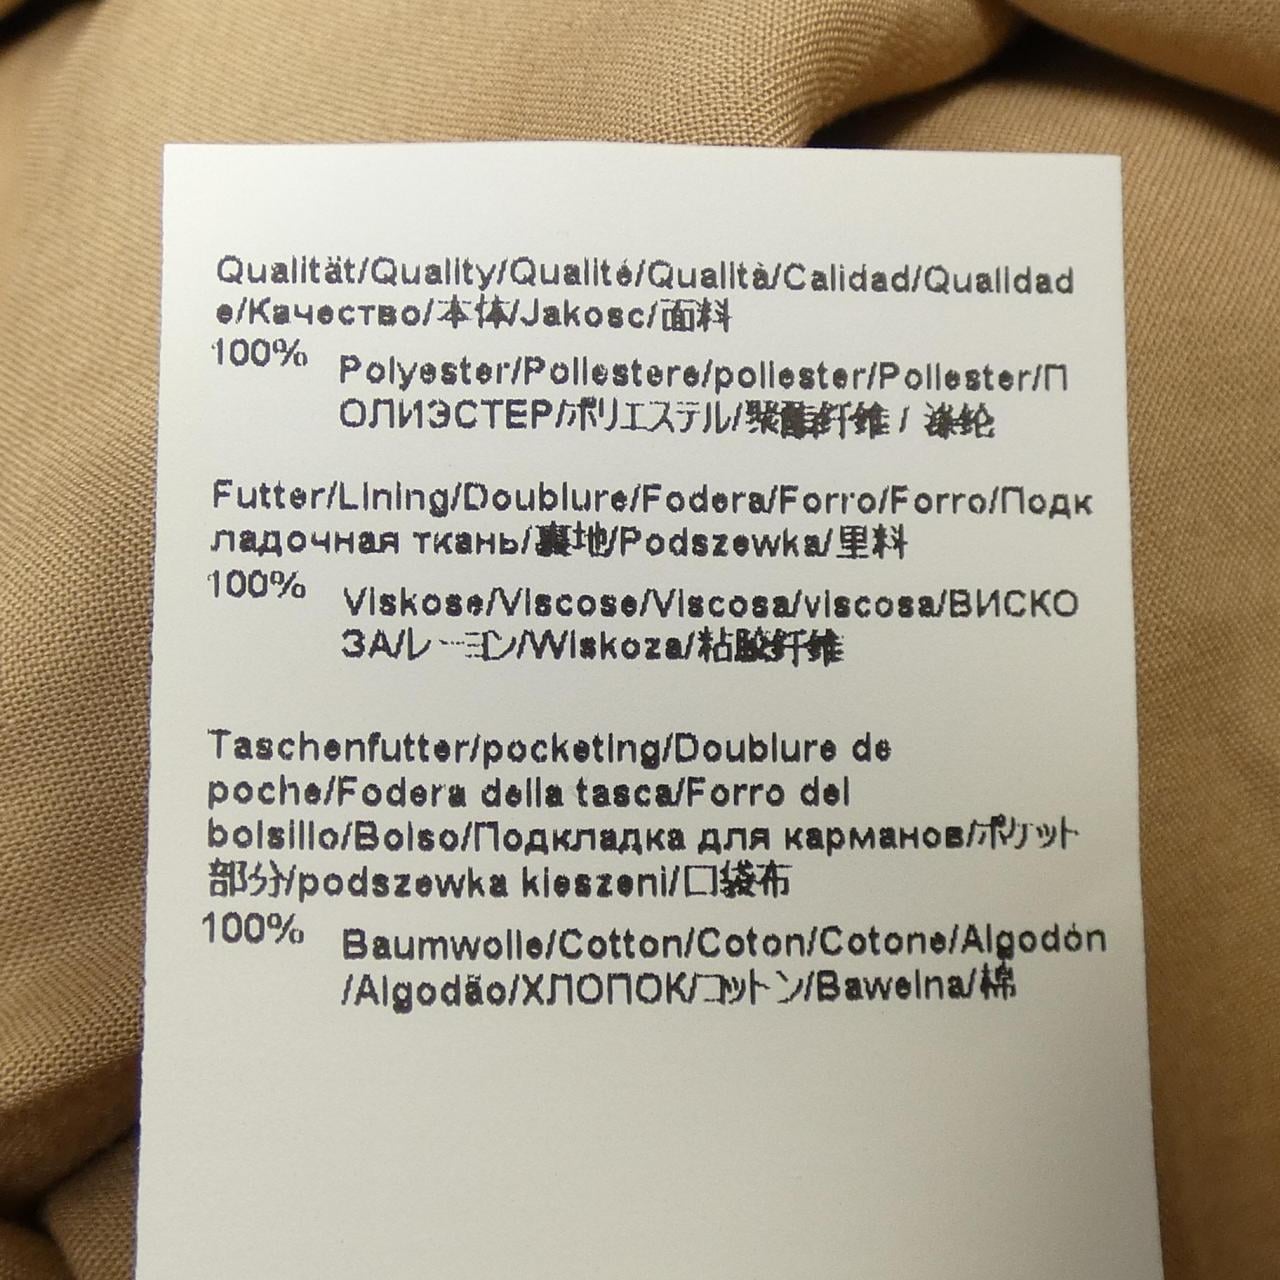 Qualität/Quality/Qualité/Qualità/Calidad/Qualidad
e/Качество/本体/Jakosc/面料
100% Polyester/Poliestere/poliester/Poliester/П
ОЛИЭСТЕР/ポリエステル/聚酯纤维 / 涤纶
Futter/Lining/Doublure/Fodera/Forro/Forro/Подк
ладочная ткань/裏地/Podszewka/里料
100% Viskose/Viscose/Viscosa/viscosa/ВИСКО
ЗА/レーヨン/Wiskoza/粘胶纤维
Taschenfutter/pocketing/Doublure de
poche/Fodera della tasca/Forro del
bolsillo/Bolso/Подкладка для карманов/ポケット
部分/podszewka kieszeni/口袋布
100% Baumwolle/Cotton/Coton/Cotone/Algodón
/Algodão/ХЛОПОК/コットン/Bawelna/棉